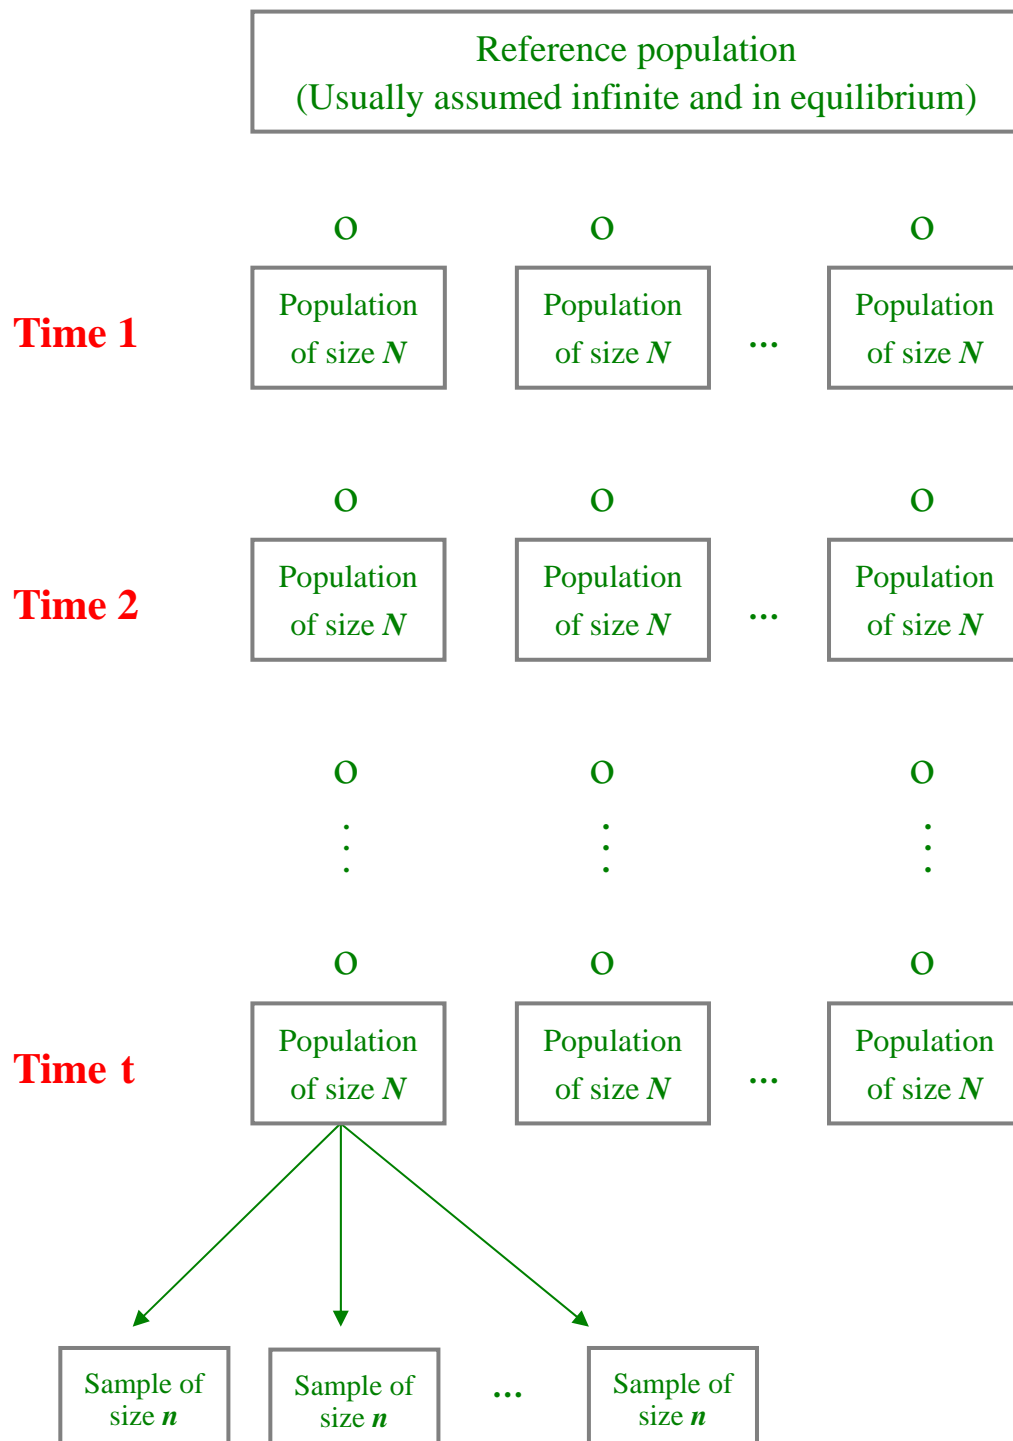 Reference population
(Usually assumed infinite and in equilibrium)
o o o
Time 1
Population Population Population
of size N of size N ... of size N
o o o
Time 2
Population Population Population
of size N of size N ... of size N
o o o
. . .
. . .
. . .
o o o
Time t
Population Population Population
of size N of size N ... of size N
Sample of Sample of ... Sample of
size n size n size n